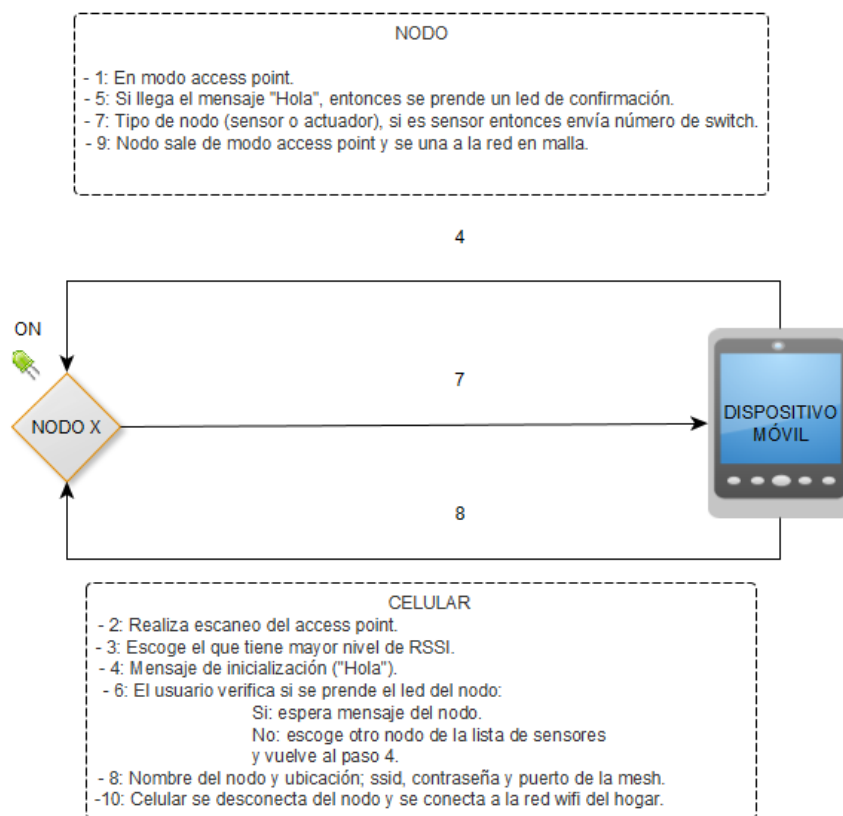 NODO
- 1: En modo access point.
- 5: Si llega el mensaje "Hola", entonces se prende un led de confirmación.
- 7: Tipo de nodo (sensor o actuador), si es sensor entonces envía número de switch.
- 9: Nodo sale de modo access point y se una a la red en malla.
4
ON
7
NODO X
DISPOSITIVO
MÓVIL
8
CELULAR
- 2: Realiza escaneo del access point.
- 3: Escoge el que tiene mayor nivel de RSSI.
- 4: Mensaje de inicialización ("Hola").
- 6: El usuario verifica si se prende el led del nodo:
Si: espera mensaje del nodo.
No: escoge otro nodo de la lista de sensores
y vuelve al paso 4.
- 8: Nombre del nodo y ubicación; ssid, contraseña y puerto de la mesh.
-10: Celular se desconecta del nodo y se conecta a la red wifi del hogar.